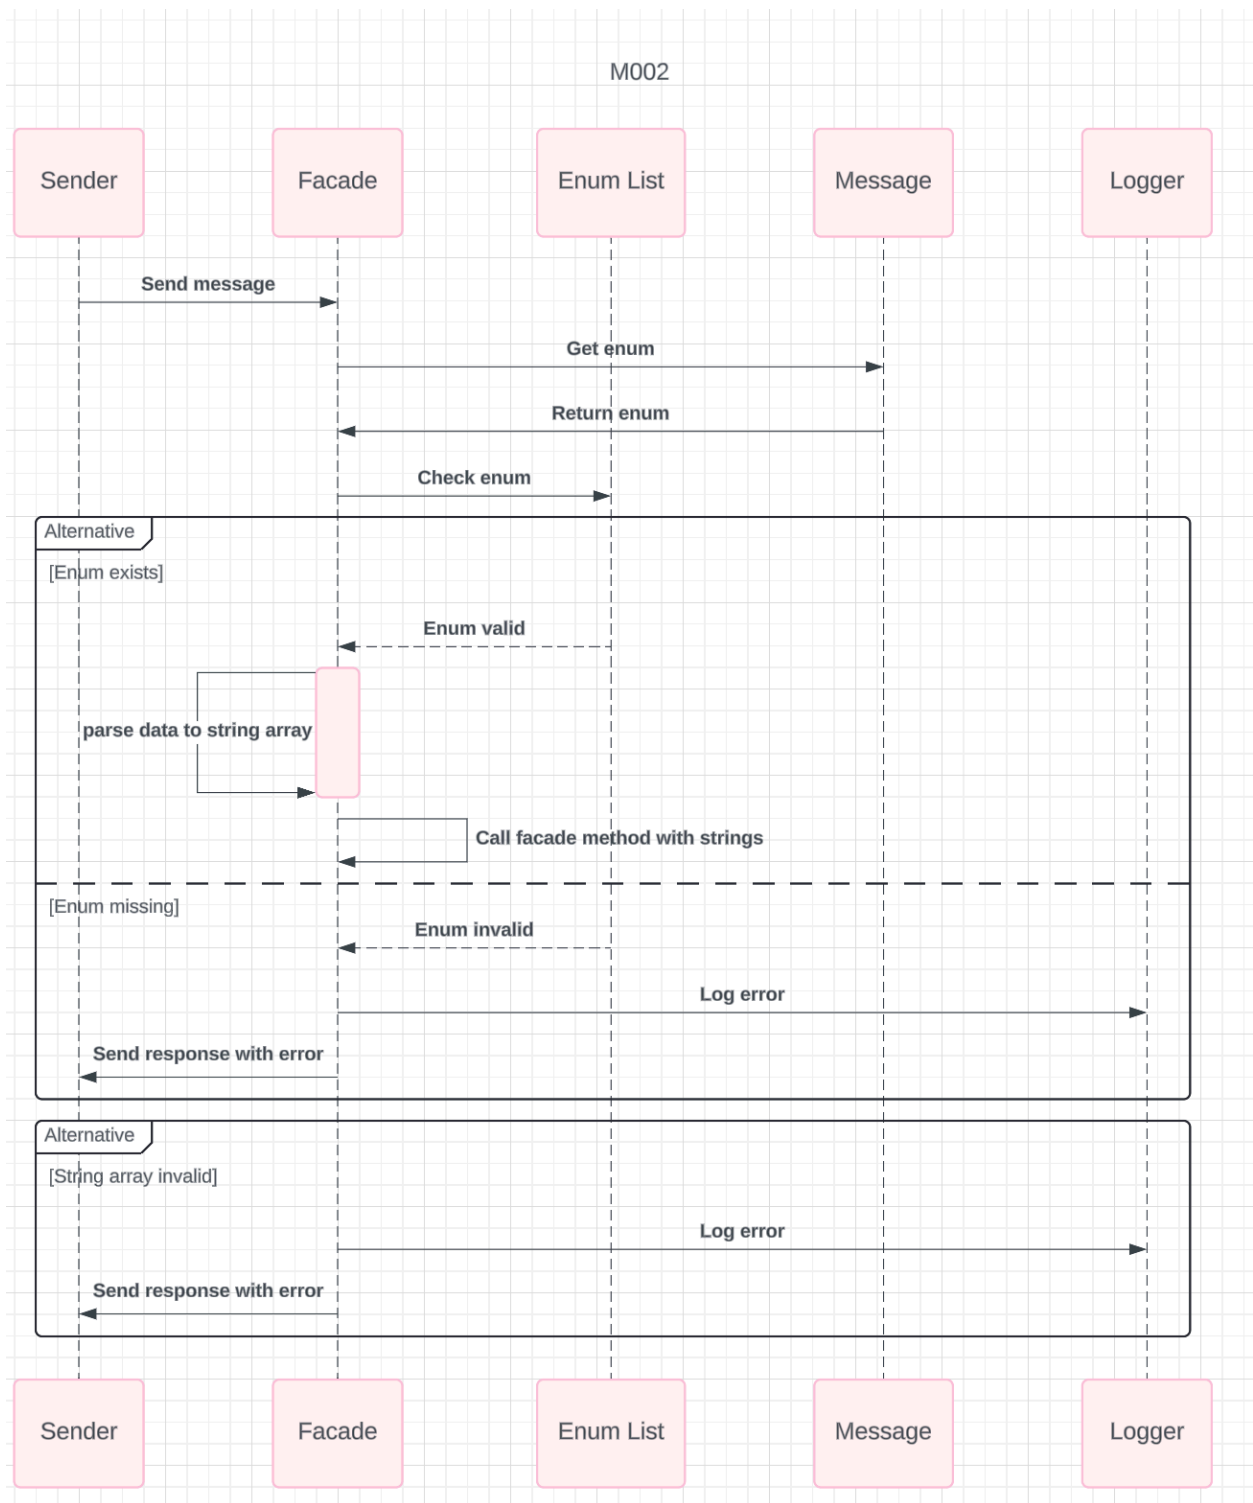 M002
Sender
Facade
Enum List
Message
Logger
Send message
Get enum
Return enum
Check enum
Alternative
[Enum exists]
Enum valid
parse data to string array
Call facade method with strings
[Enum missing]
Enum invalid
Log error
Send response with error
Alternative
[String array invalid]
Log error
Send response with error
Sender
Facade
Enum List
Message
Logger